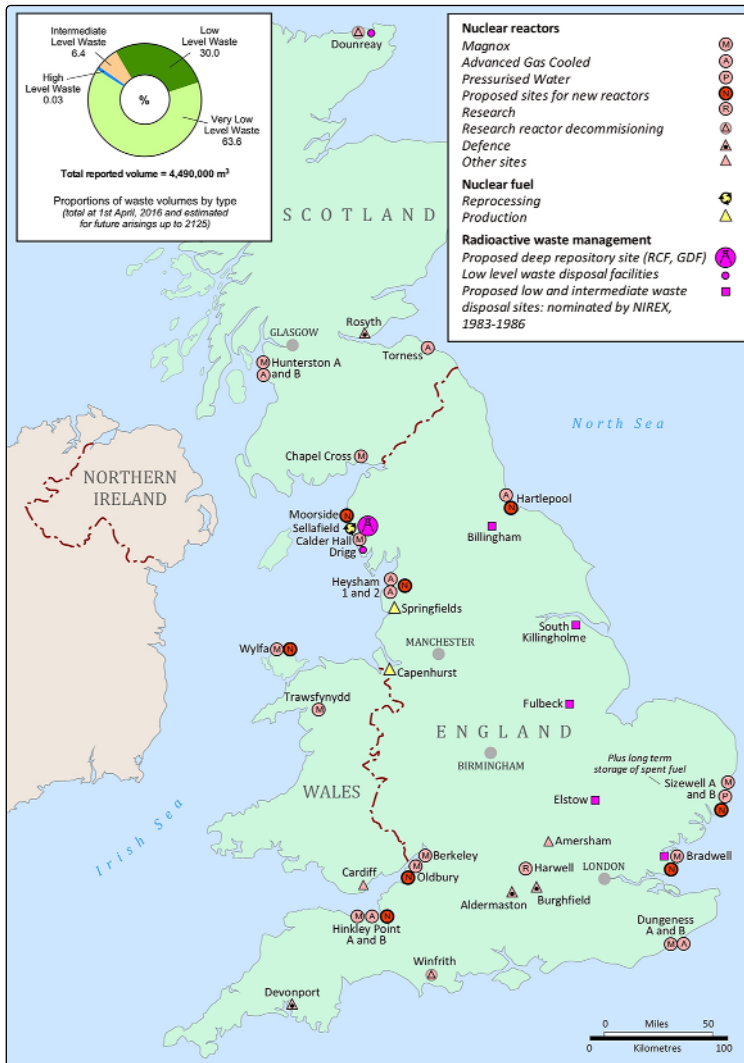 Intermediate
Level Waste
6.4
Low
Level Waste
30.0
High
Level Waste
0.03
%
Very Low
Level Waste
63.6
Total reported volume = 4,490,000 m³
Proportions of waste volumes by type
(total at 1st April, 2016 and estimated
for future arisings up to 2125)
Nuclear reactors
Magnox M
Advanced Gas Cooled A
Pressurised Water P
Proposed sites for new reactors N
Research R
Research reactor decommisioning
Defence
Other sites
Nuclear fuel
Reprocessing
Production
Radioactive waste management
Proposed deep repository site (RCF, GDF)
Low level waste disposal facilities
Proposed low and intermediate waste
disposal sites: nominated by NIREX,
1983-1986
Dounreay
SCOTLAND
Rosyth
GLASGOW
Torness A
M Hunterston A
A and B
North Sea
Chapel Cross M
NORTHERN
IRELAND
A Hartlepool
N
Moorside N
Sellafield
Calder Hall M
Drigg
Billingham
Heysham A N
1 and 2 A
Springfields
South
Killingholme
MANCHESTER
Wylfa M N
Capenhurst
Trawsfynydd
M
Fulbeck
ENGLAND
BIRMINGHAM
Plus long term
storage of spent fuel
Sizewell A M
and B P
N
WALES
Elstow
Irish Sea
Amersham
M Berkeley
M
N Oldbury
Cardiff
R Harwell
LONDON
M Bradwell
N
Aldermaston
Burghfield
M A N
Hinkley Point
A and B
Dungeness
A and B
M A
Winfrith
Devonport
0 Miles 50
0 Kilometres 100